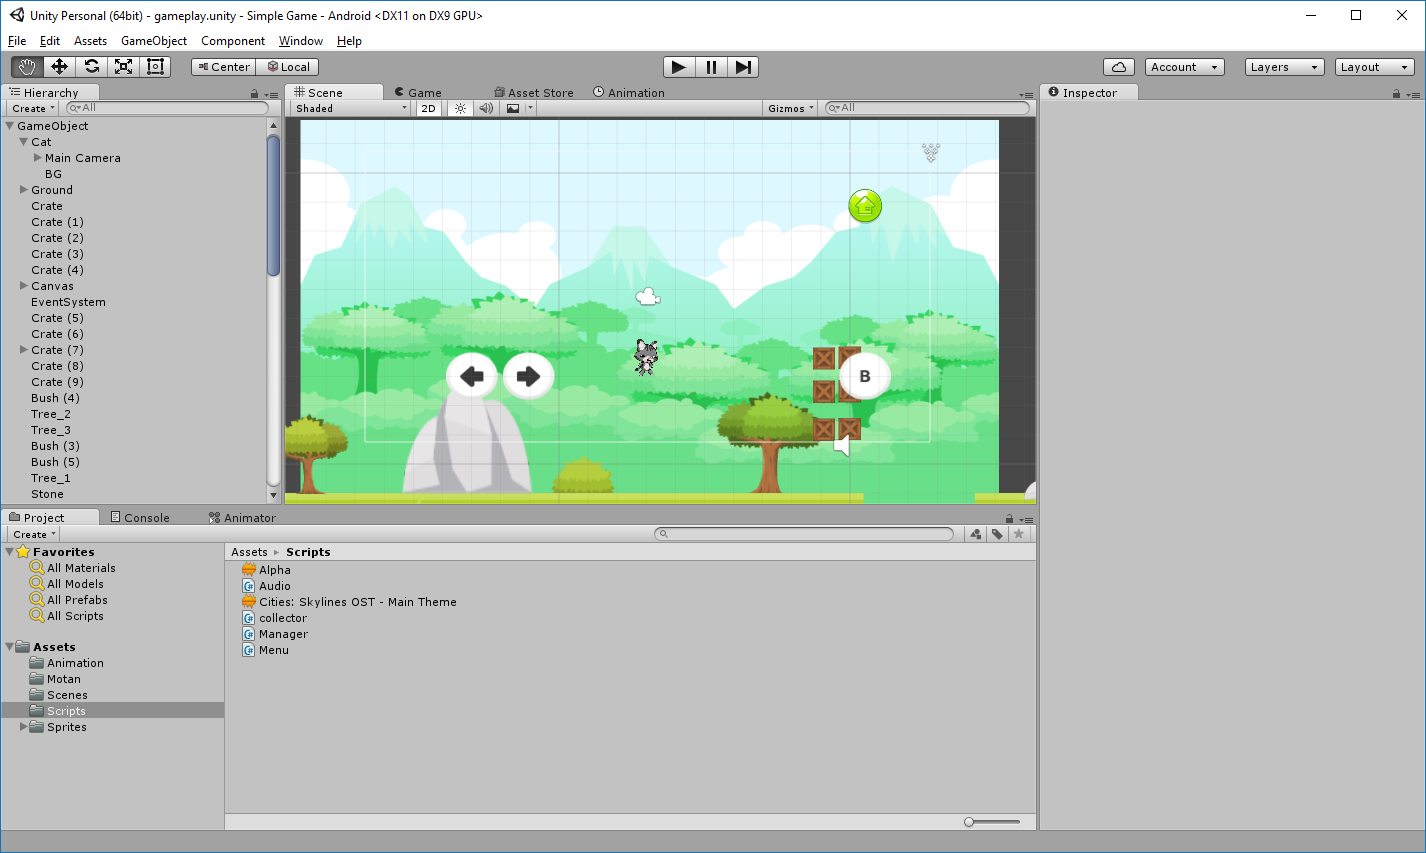 Unity Personal (64bit) - gameplay.unity - Simple Game - Android <DX11 on DX9 GPU>
File Edit Assets GameObject Component Window Help
Center Local Account Layers Layout
Hierarchy
Create All
GameObject
Cat
Main Camera
BG
Ground
Crate
Crate (1)
Crate (2)
Crate (3)
Crate (4)
Canvas
EventSystem
Crate (5)
Crate (6)
Crate (7)
Crate (8)
Crate (9)
Bush (4)
Tree_2
Tree_3
Bush (3)
Bush (5)
Tree_1
Stone
Scene Game Asset Store Animation
Shaded 2D Gizmos All
B
Inspector
Project Console Animator
Create
Favorites
All Materials
All Models
All Prefabs
All Scripts
Assets
Animation
Motan
Scenes
Scripts
Sprites
Assets ▸ Scripts
Alpha
Audio
Cities: Skylines OST - Main Theme
collector
Manager
Menu